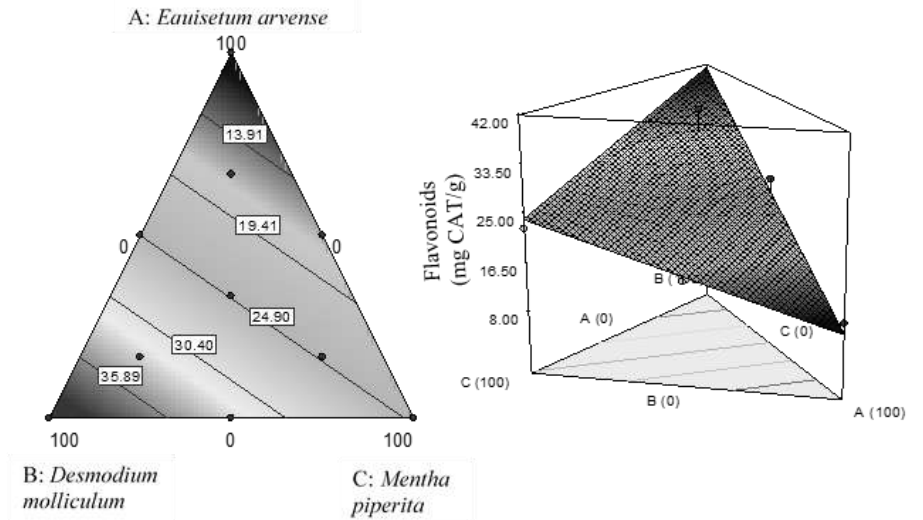 A: Eauisetum arvense
100
13.91
19.41
0
0
24.90
30.40
35.89
100
0
100
B: Desmodium
molliculum
C: Mentha
piperita
Flavonoids
(mg CAT/g)
42.00
33.50
25.00
16.50
8.00
B (
A (0)
C (0)
C (100)
B (0)
A (100)